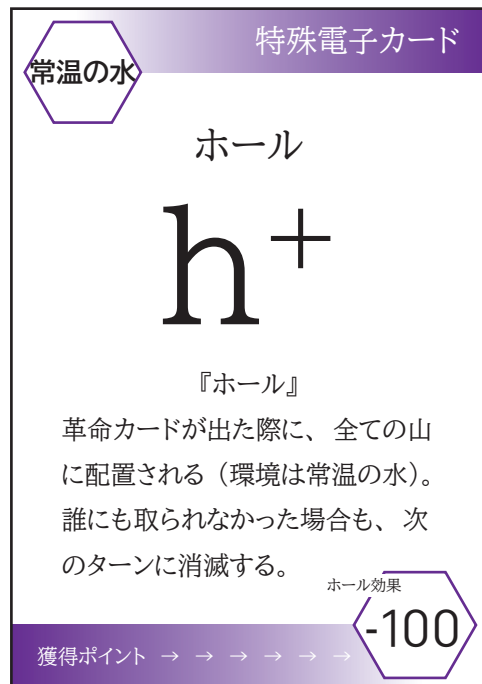 特殊電子カード
常温の水
ホール
h+
『ホール』
革命カードが出た際に、全ての山
に配置される（環境は常温の水）。
誰にも取られなかった場合も、次
のターンに消滅する。
ホール効果
-100
獲得ポイント → → → → → →